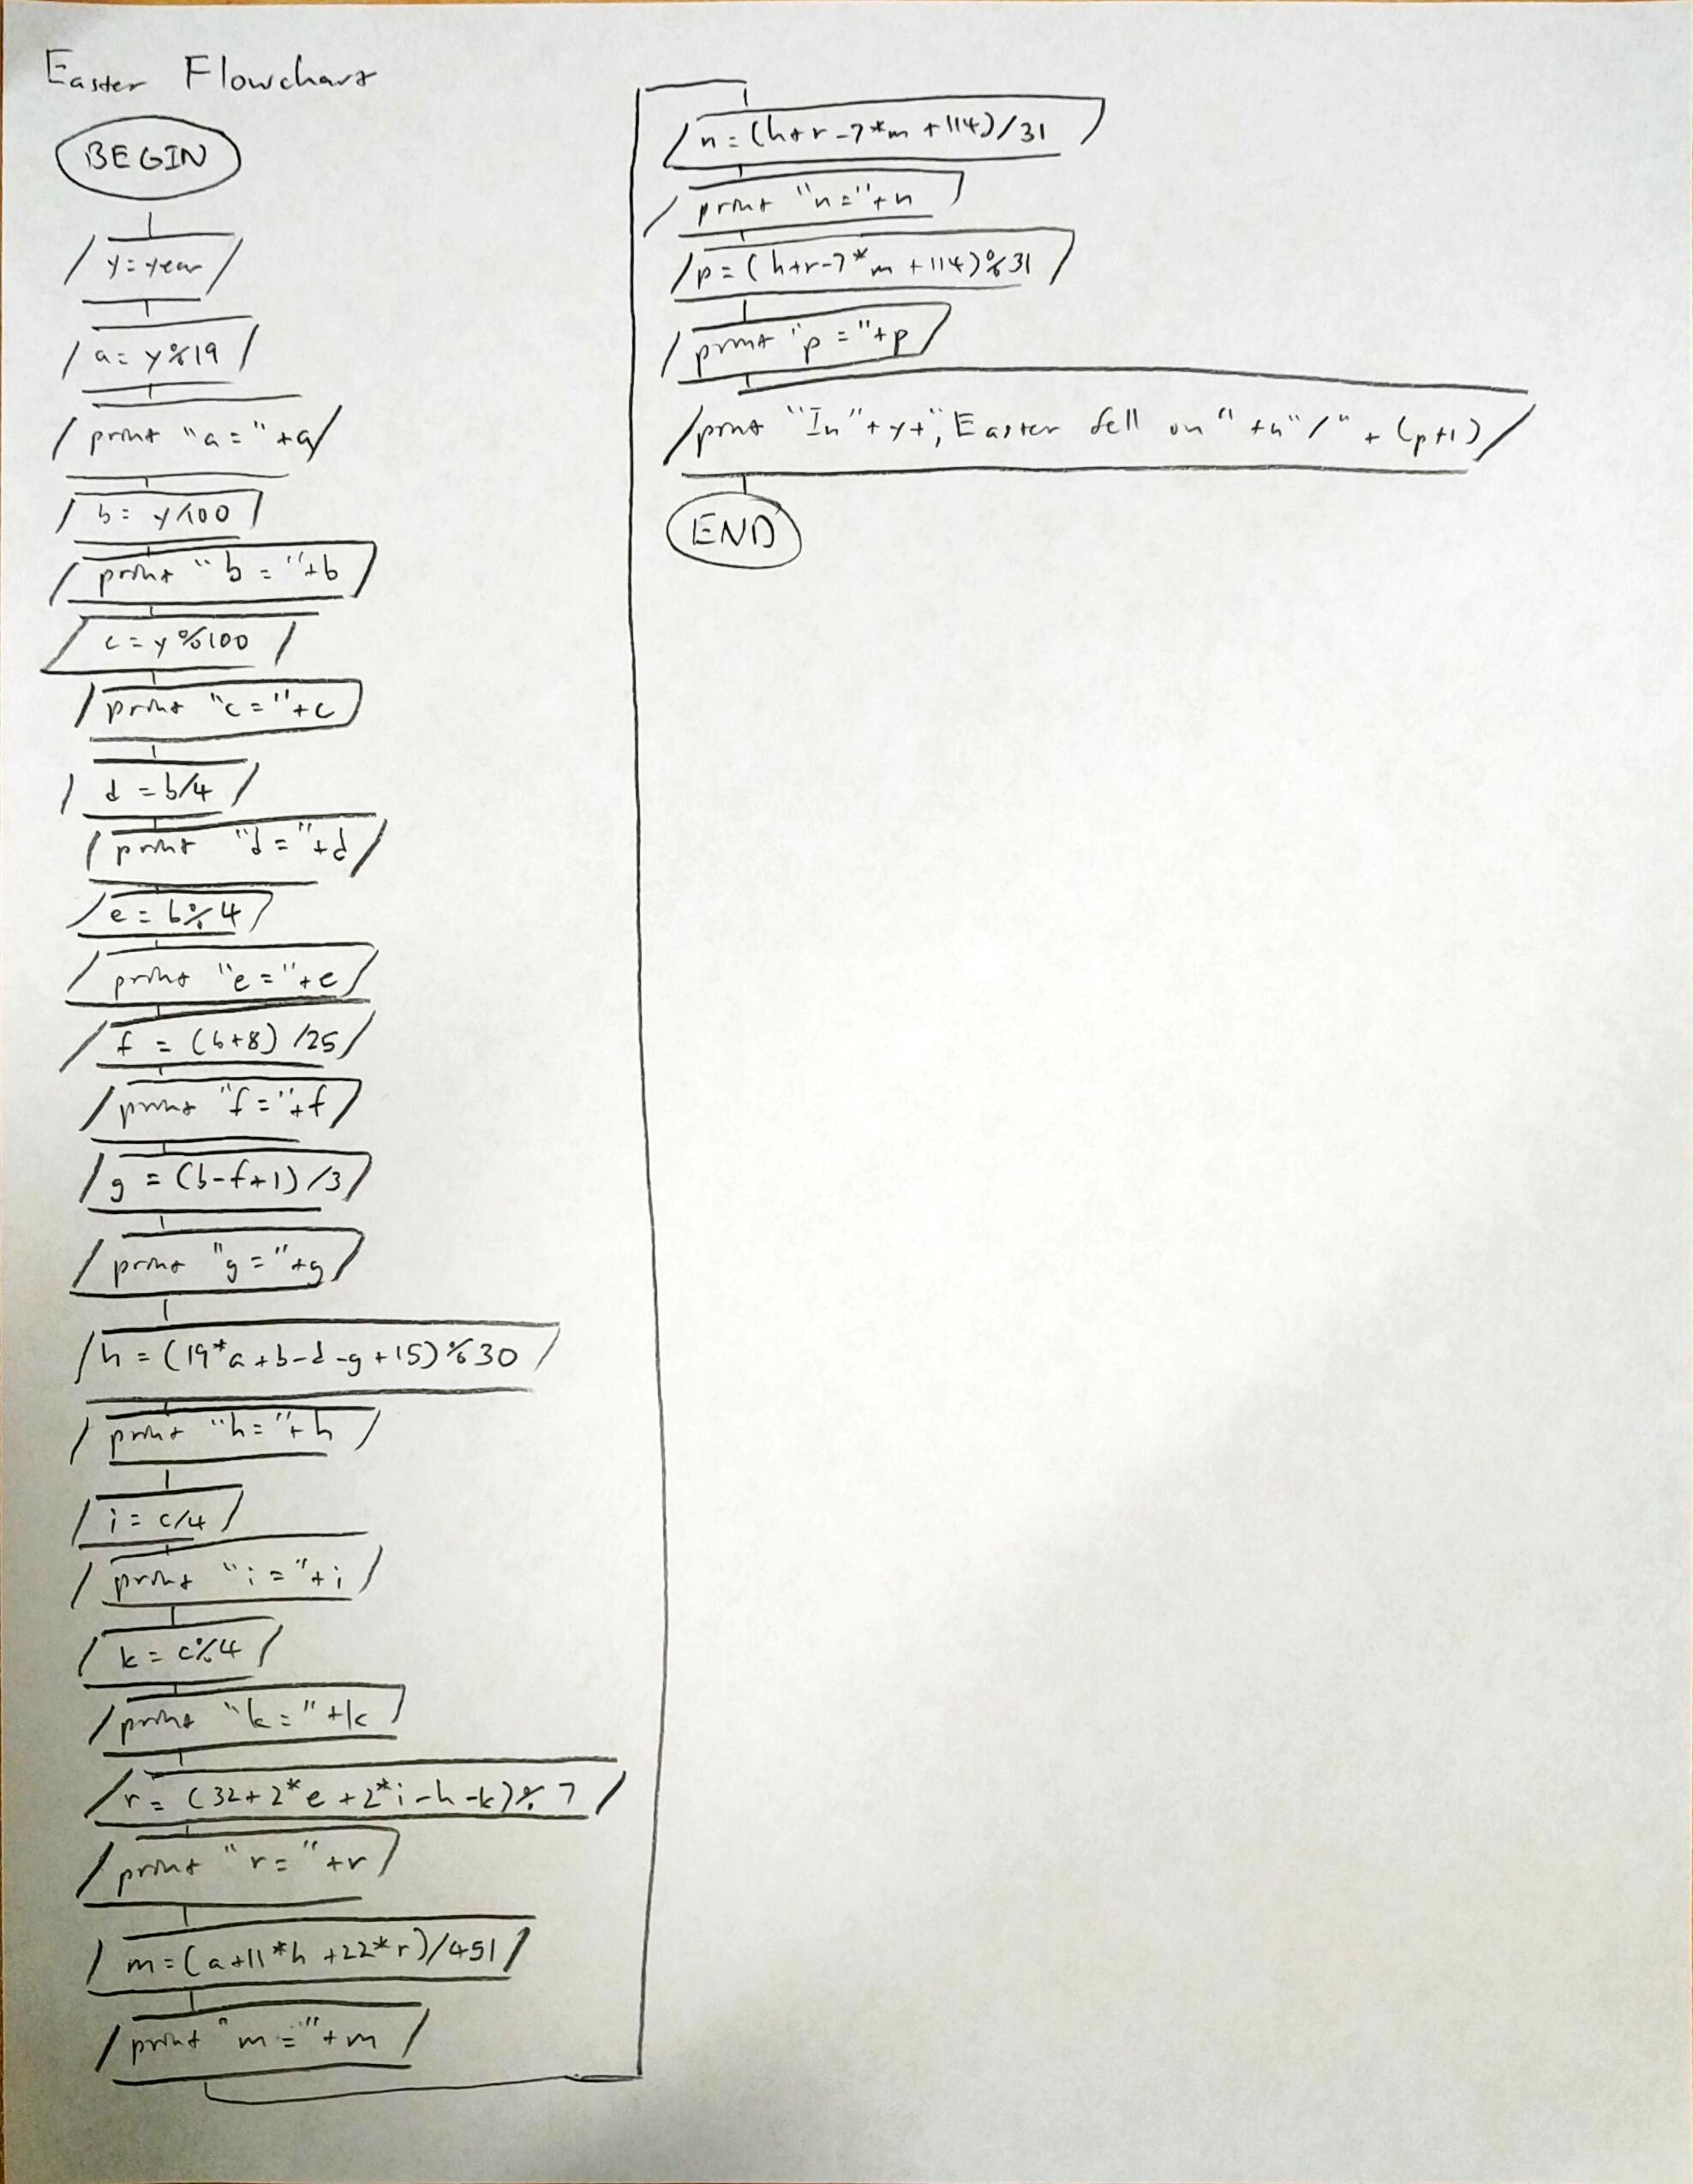 Easter Flowchart
BEGIN
y=year
a= y%19
print "a=" +a
b= y/100
print "b = "+b
c = y%100
print "c="+c
d = b/4
print "d = "+d
e = b%4
print "e = "+e
f = (b+8) /25
print "f = "+f
g = (b-f+1) /3
print "g = "+g
h = (19*a+b-d-g+15)%30
print "h= "+h
i = c/4
print "i = "+i
k = c%4
print "k=" +k
r= (32+2*e+2*i-h-k)%7
print "r= "+r
m=(a+11*h+22*r)/451
print "m = "+m
n=(h+r-7*m+114)/31
print "n="+n
p=(h+r-7*m+114)%31
print "p="+p
print "In"+y+", Easter fell on" +n"/" + (p+1)
END